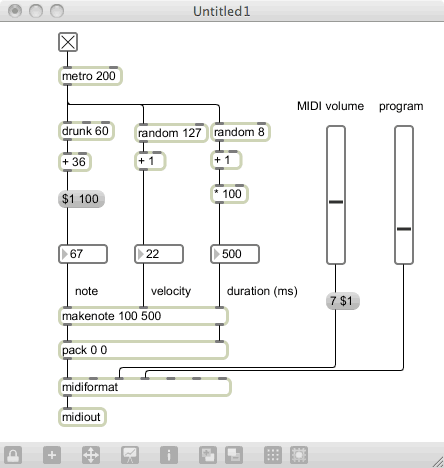 Untitled1
metro 200
MIDI volume program
drunk 60 random 127 random 8
+ 36 + 1 + 1
$1 100 * 100
67 22 500
note velocity duration (ms)
7 $1
makenote 100 500
pack 0 0
midiformat
midiout